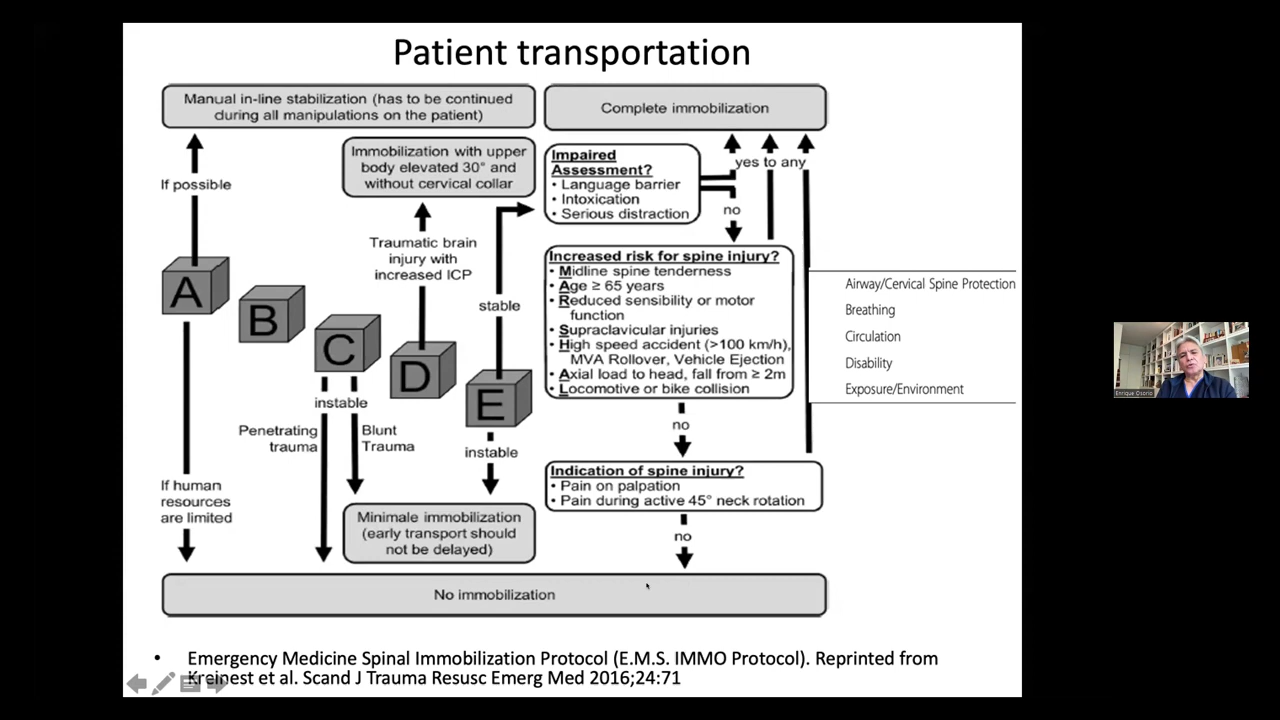 Patient transportation
Manual in-line stabilization (has to be continued
during all manipulations on the patient)
Complete immobilization
If possible
Immobilization with upper
body elevated 30° and
without cervical collar
Impaired
Assessment?
• Language barrier
• Intoxication
• Serious distraction
yes to any
no
A
B
C
D
E
Traumatic brain
injury with
increased ICP
stable
Increased risk for spine injury?
• Midline spine tenderness
• Age ≥ 65 years
• Reduced sensibility or motor
function
• Supraclavicular injuries
• High speed accident (>100 km/h),
MVA Rollover, Vehicle Ejection
• Axial load to head, fall from ≥ 2m
• Locomotive or bike collision
Airway/Cervical Spine Protection
Breathing
Circulation
Disability
Exposure/Environment
instable
Penetrating
trauma
Blunt
Trauma
instable
no
If human
resources
are limited
Minimale immobilization
(early transport should
not be delayed)
Indication of spine injury?
• Pain on palpation
• Pain during active 45° neck rotation
no
No immobilization
• Emergency Medicine Spinal Immobilization Protocol (E.M.S. IMMO Protocol). Reprinted from
Kreinest et al. Scand J Trauma Resusc Emerg Med 2016;24:71
Enrique Osorio